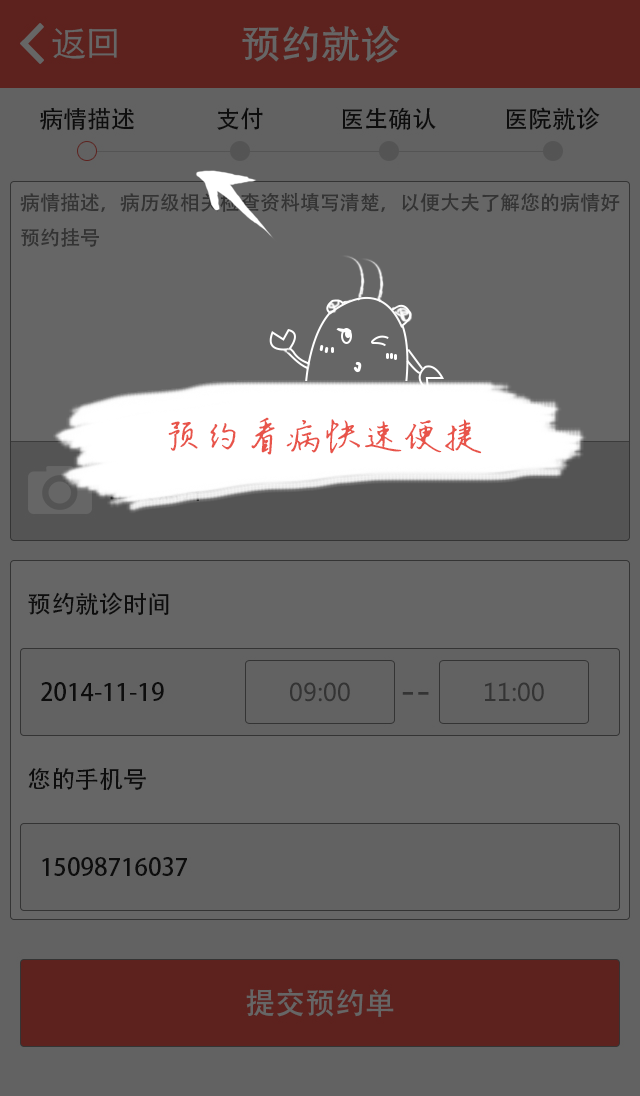 返回
预约就诊
病情描述 支付 医生确认 医院就诊
病情描述，病历级相关检查资料填写清楚，以便大夫了解您的病情好
预约挂号
预约看病快速便捷
预约就诊时间
2014-11-19 09:00 -- 11:00
您的手机号
15098716037
提交预约单